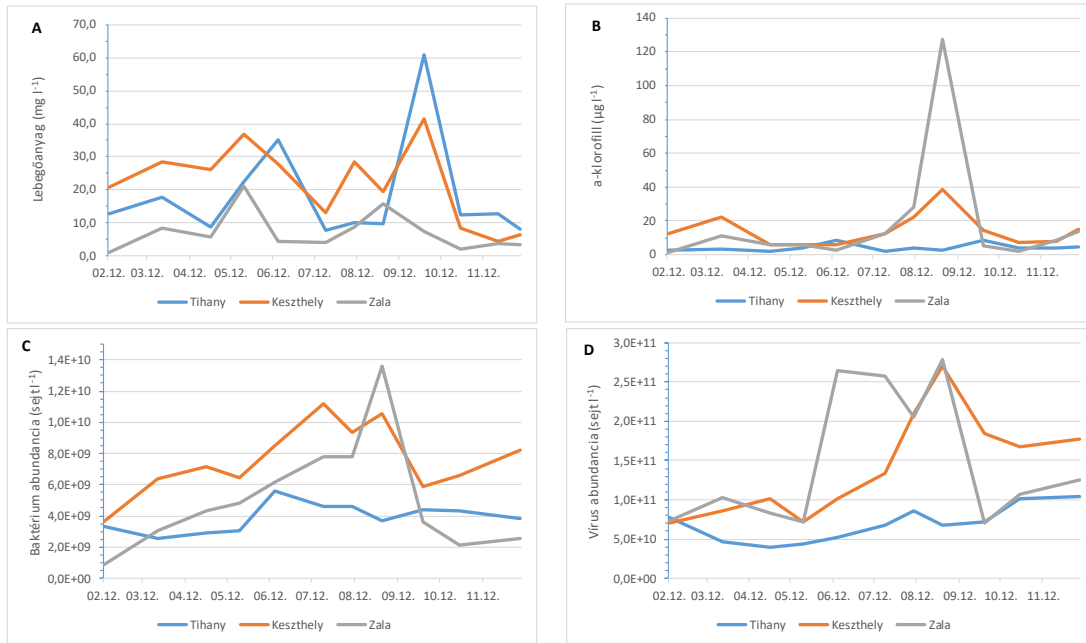 A
Lebegőanyag (mg l-1)
70,0
60,0
50,0
40,0
30,0
20,0
10,0
0,0
02.12. 03.12. 04.12. 05.12. 06.12. 07.12. 08.12. 09.12. 10.12. 11.12.
Tihany Keszthely Zala
B
a-klorofill (µg l-1)
140
120
100
80
60
40
20
0
02.12. 03.12. 04.12. 05.12. 06.12. 07.12. 08.12. 09.12. 10.12. 11.12.
Tihany Keszthely Zala
C
Baktérium abundancia (sejt l-1)
1,4E+10
1,2E+10
1,0E+10
8,0E+09
6,0E+09
4,0E+09
2,0E+09
0,0E+00
02.12. 03.12. 04.12. 05.12. 06.12. 07.12. 08.12. 09.12. 10.12. 11.12.
Tihany Keszthely Zala
D
Vírus abundancia (sejt l-1)
3,0E+11
2,5E+11
2,0E+11
1,5E+11
1,0E+11
5,0E+10
0,0E+00
02.12. 03.12. 04.12. 05.12. 06.12. 07.12. 08.12. 09.12. 10.12. 11.12.
Tihany Keszthely Zala